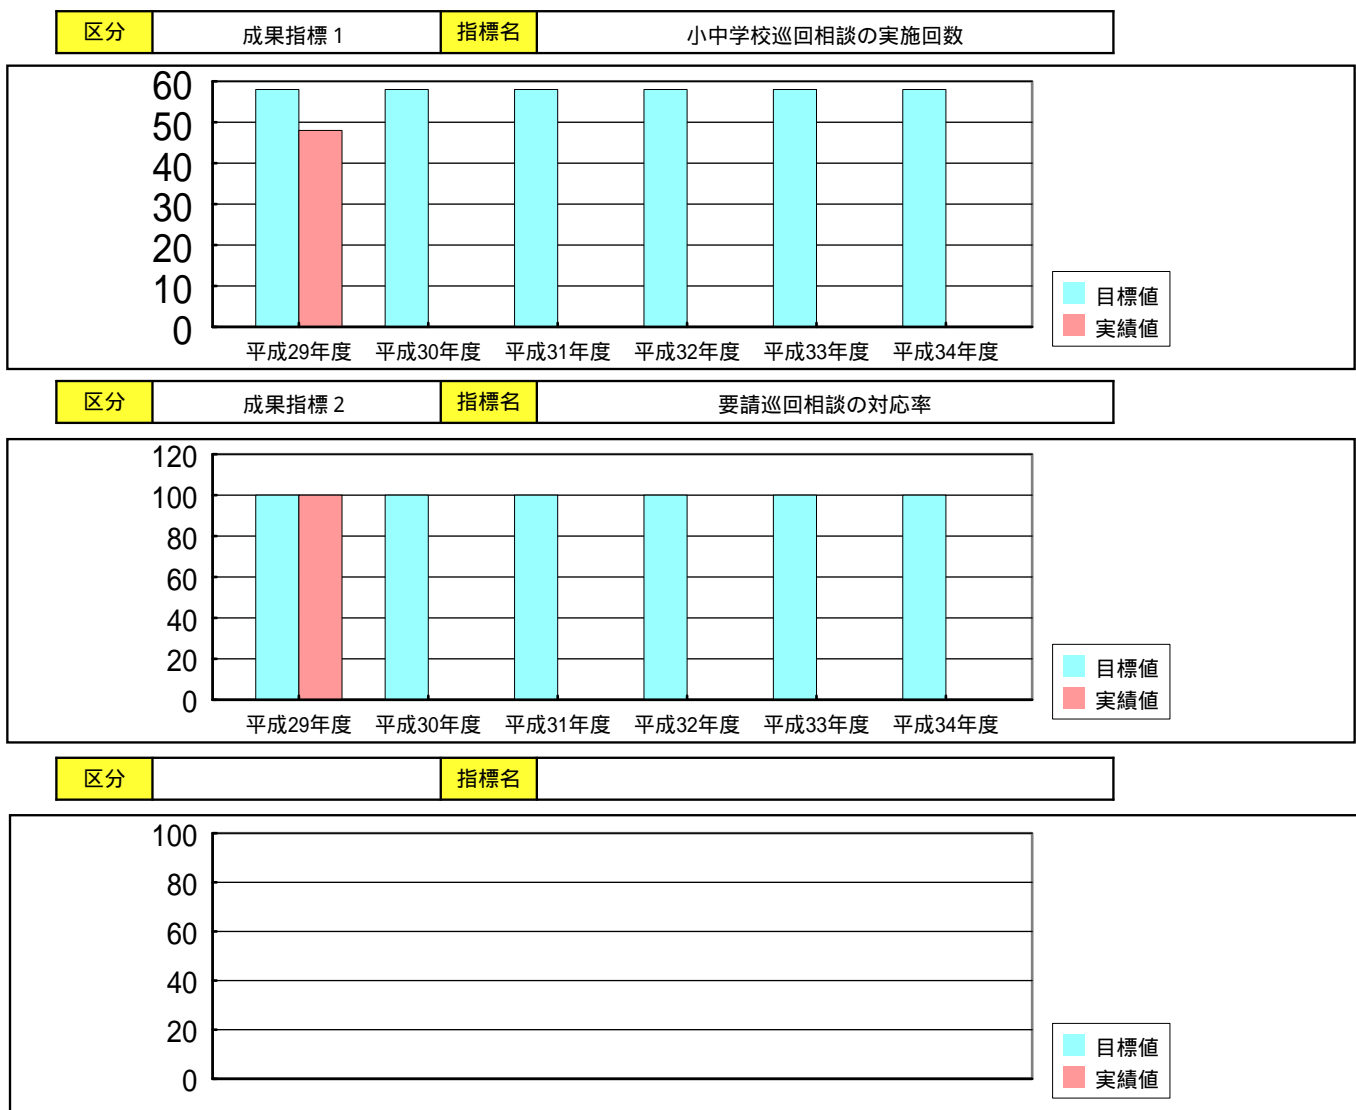 区分 成果指標1 指標名 小中学校巡回相談の実施回数
60
50
40
30
20
10
0
平成29年度 平成30年度 平成31年度 平成32年度 平成33年度 平成34年度
目標値
実績値
区分 成果指標2 指標名 要請巡回相談の対応率
120
100
80
60
40
20
0
平成29年度 平成30年度 平成31年度 平成32年度 平成33年度 平成34年度
目標値
実績値
区分 指標名
100
80
60
40
20
0
目標値
実績値